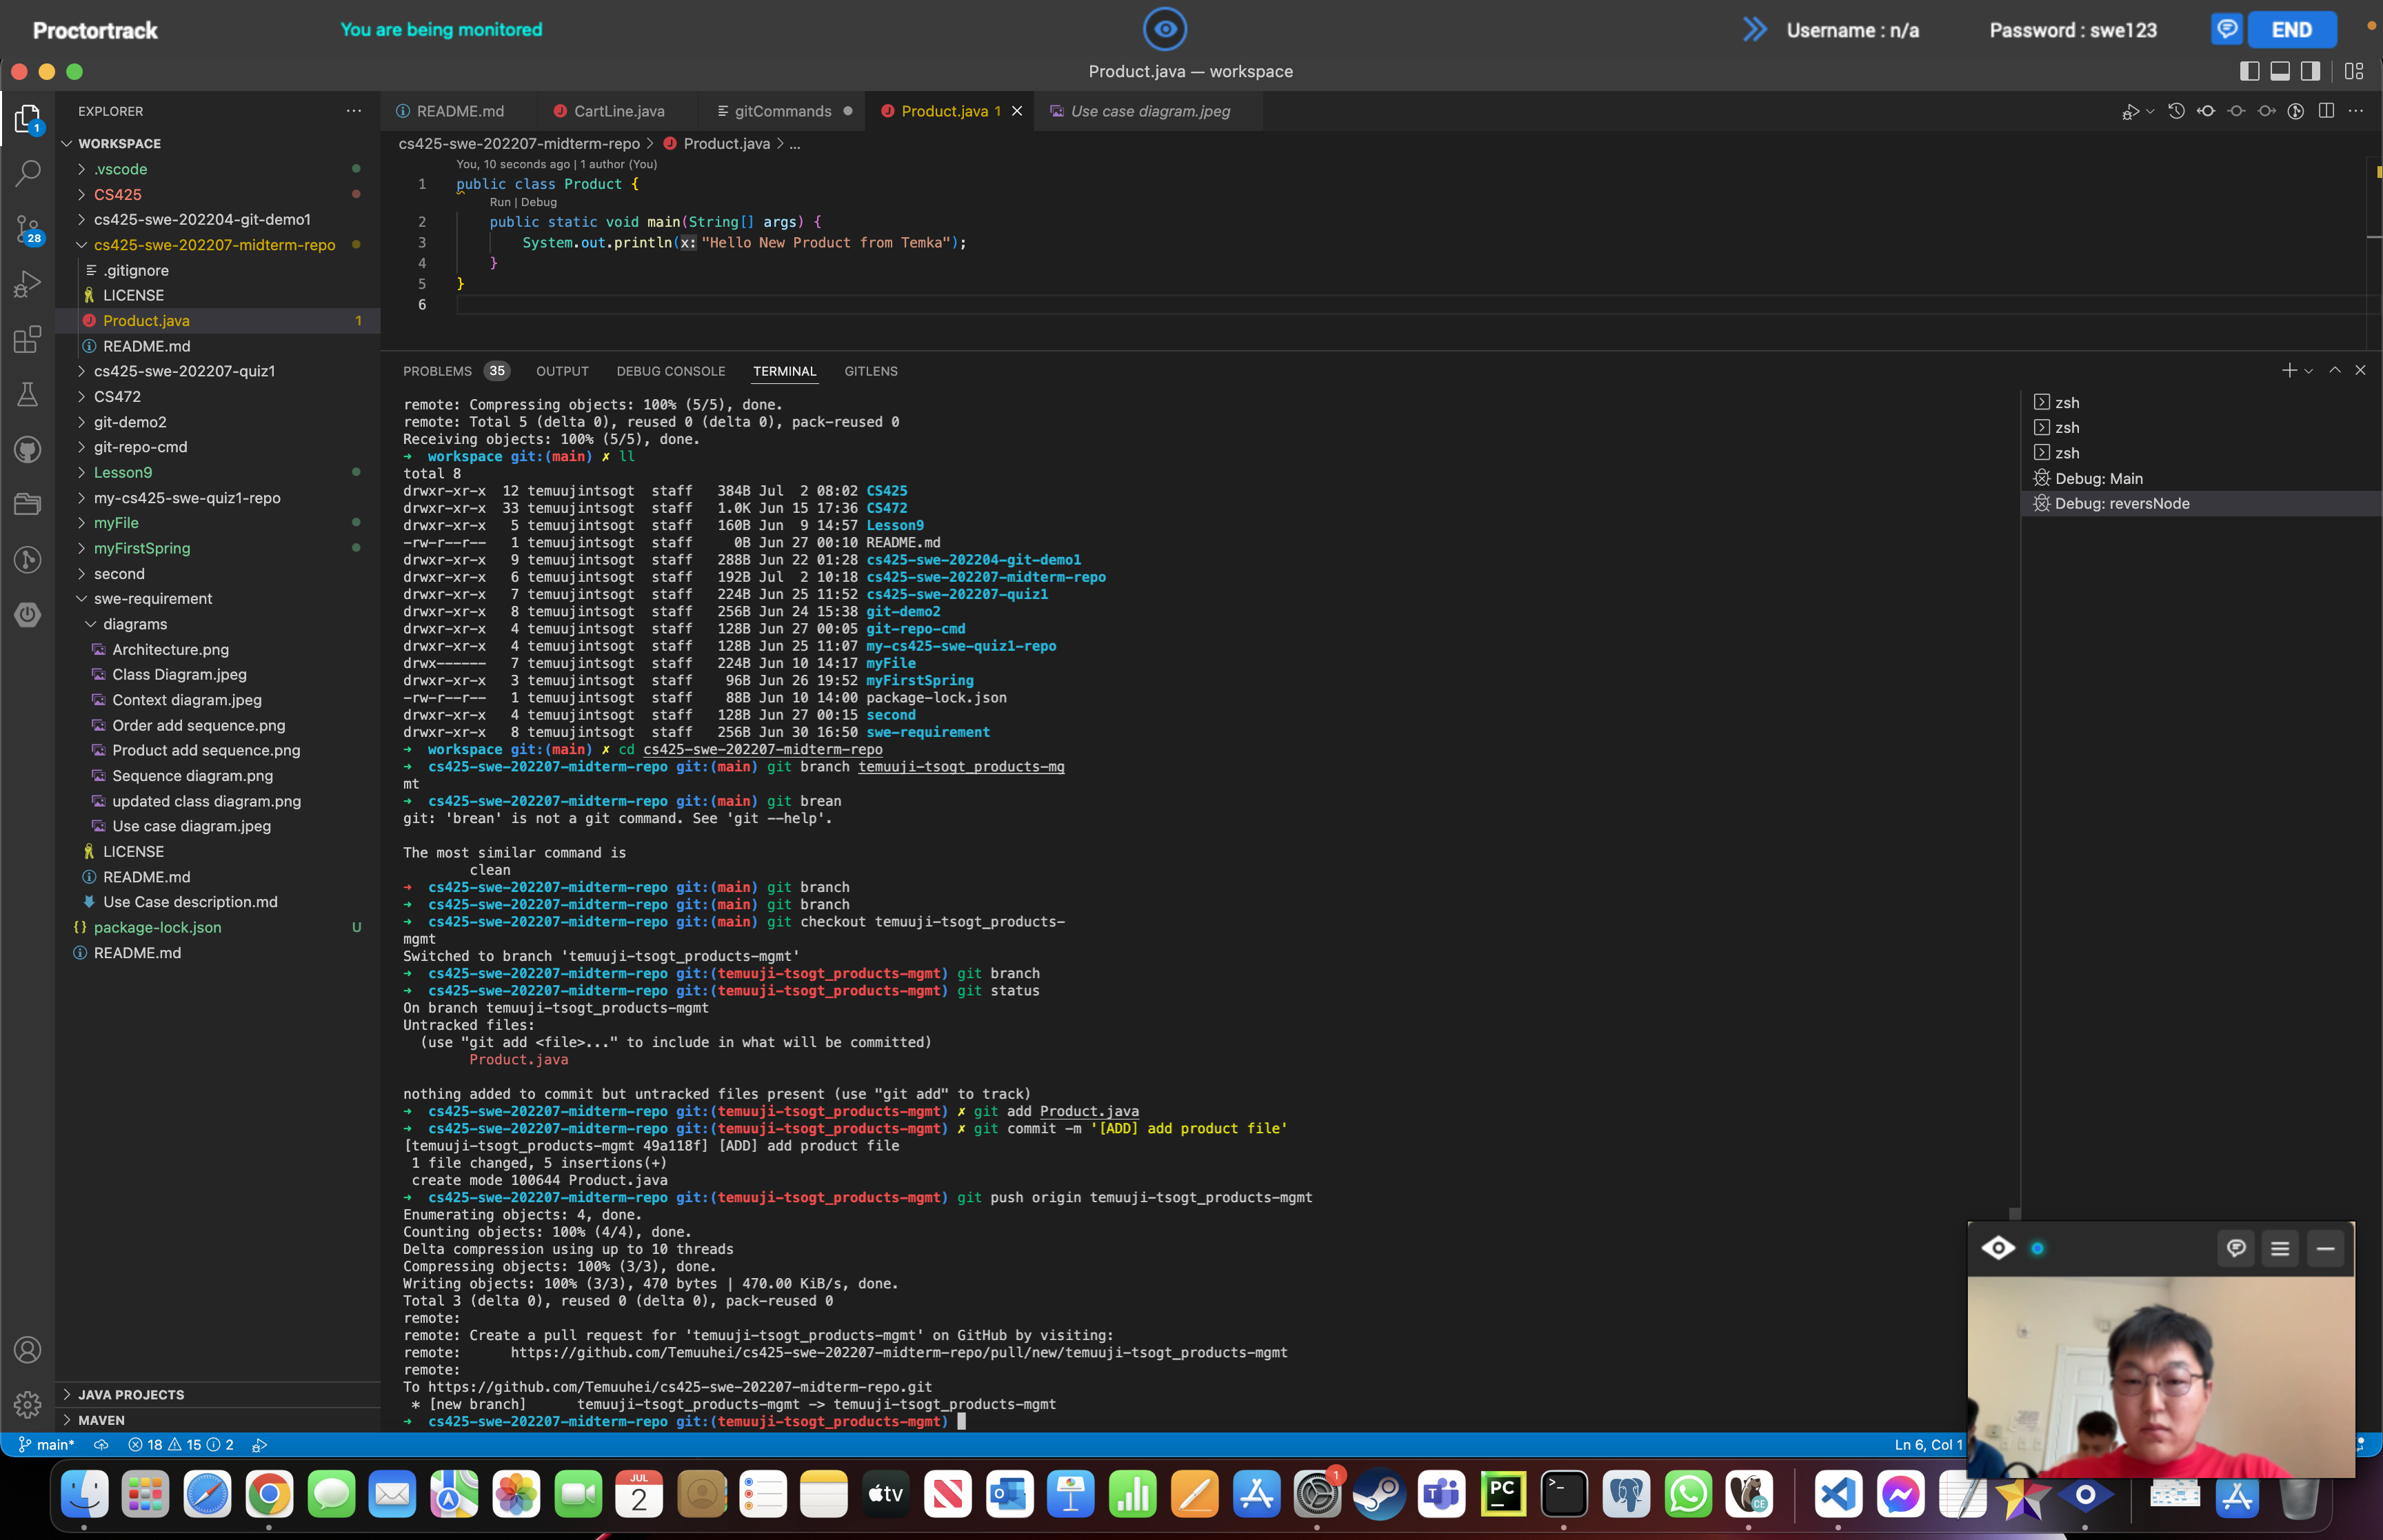 Proctortrack
You are being monitored
Username : n/a
Password : swe123
END
Product.java — workspace
EXPLORER
README.md
CartLine.java
gitCommands
Product.java 1
Use case diagram.jpeg
1
28
WORKSPACE
.vscode
CS425
cs425-swe-202204-git-demo1
cs425-swe-202207-midterm-repo
.gitignore
LICENSE
Product.java 1
README.md
cs425-swe-202207-quiz1
CS472
git-demo2
git-repo-cmd
Lesson9
my-cs425-swe-quiz1-repo
myFile
myFirstSpring
second
swe-requirement
diagrams
Architecture.png
Class Diagram.jpeg
Context diagram.jpeg
Order add sequence.png
Product add sequence.png
Sequence diagram.png
updated class diagram.png
Use case diagram.jpeg
LICENSE
README.md
Use Case description.md
package-lock.json U
README.md
JAVA PROJECTS
MAVEN
cs425-swe-202207-midterm-repo > Product.java > ...
You, 10 seconds ago | 1 author (You)
1 public class Product {
Run | Debug
2 public static void main(String[] args) {
3 System.out.println(x: "Hello New Product from Temka");
4 }
5 }
6
PROBLEMS 35 OUTPUT DEBUG CONSOLE TERMINAL GITLENS
remote: Compressing objects: 100% (5/5), done.
remote: Total 5 (delta 0), reused 0 (delta 0), pack-reused 0
Receiving objects: 100% (5/5), done.
➜ workspace git:(main) ✗ ll
total 8
drwxr-xr-x 12 temuujintsogt staff 384B Jul 2 08:02 CS425
drwxr-xr-x 33 temuujintsogt staff 1.0K Jun 15 17:36 CS472
drwxr-xr-x 5 temuujintsogt staff 160B Jun 9 14:57 Lesson9
-rw-r--r-- 1 temuujintsogt staff 0B Jun 27 00:10 README.md
drwxr-xr-x 9 temuujintsogt staff 288B Jun 22 01:28 cs425-swe-202204-git-demo1
drwxr-xr-x 6 temuujintsogt staff 192B Jul 2 10:18 cs425-swe-202207-midterm-repo
drwxr-xr-x 7 temuujintsogt staff 224B Jun 25 11:52 cs425-swe-202207-quiz1
drwxr-xr-x 8 temuujintsogt staff 256B Jun 24 15:38 git-demo2
drwxr-xr-x 4 temuujintsogt staff 128B Jun 27 00:05 git-repo-cmd
drwxr-xr-x 4 temuujintsogt staff 128B Jun 25 11:07 my-cs425-swe-quiz1-repo
drwx------ 7 temuujintsogt staff 224B Jun 10 14:17 myFile
drwxr-xr-x 3 temuujintsogt staff 96B Jun 26 19:52 myFirstSpring
-rw-r--r-- 1 temuujintsogt staff 88B Jun 10 14:00 package-lock.json
drwxr-xr-x 4 temuujintsogt staff 128B Jun 27 00:15 second
drwxr-xr-x 8 temuujintsogt staff 256B Jun 30 16:50 swe-requirement
➜ workspace git:(main) ✗ cd cs425-swe-202207-midterm-repo
➜ cs425-swe-202207-midterm-repo git:(main) git branch temuuji-tsogt_products-mg
mt
➜ cs425-swe-202207-midterm-repo git:(main) git brean
git: 'brean' is not a git command. See 'git --help'.
The most similar command is
clean
➜ cs425-swe-202207-midterm-repo git:(main) git branch
➜ cs425-swe-202207-midterm-repo git:(main) git branch
➜ cs425-swe-202207-midterm-repo git:(main) git checkout temuuji-tsogt_products-
mgmt
Switched to branch 'temuuji-tsogt_products-mgmt'
➜ cs425-swe-202207-midterm-repo git:(temuuji-tsogt_products-mgmt) git branch
➜ cs425-swe-202207-midterm-repo git:(temuuji-tsogt_products-mgmt) git status
On branch temuuji-tsogt_products-mgmt
Untracked files:
(use "git add <file>..." to include in what will be committed)
Product.java
nothing added to commit but untracked files present (use "git add" to track)
➜ cs425-swe-202207-midterm-repo git:(temuuji-tsogt_products-mgmt) ✗ git add Product.java
➜ cs425-swe-202207-midterm-repo git:(temuuji-tsogt_products-mgmt) ✗ git commit -m '[ADD] add product file'
[temuuji-tsogt_products-mgmt 49a118f] [ADD] add product file
1 file changed, 5 insertions(+)
create mode 100644 Product.java
➜ cs425-swe-202207-midterm-repo git:(temuuji-tsogt_products-mgmt) git push origin temuuji-tsogt_products-mgmt
Enumerating objects: 4, done.
Counting objects: 100% (4/4), done.
Delta compression using up to 10 threads
Compressing objects: 100% (3/3), done.
Writing objects: 100% (3/3), 470 bytes | 470.00 KiB/s, done.
Total 3 (delta 0), reused 0 (delta 0), pack-reused 0
remote:
remote: Create a pull request for 'temuuji-tsogt_products-mgmt' on GitHub by visiting:
remote: https://github.com/Temuuhei/cs425-swe-202207-midterm-repo/pull/new/temuuji-tsogt_products-mgmt
remote:
To https://github.com/Temuuhei/cs425-swe-202207-midterm-repo.git
* [new branch] temuuji-tsogt_products-mgmt -> temuuji-tsogt_products-mgmt
➜ cs425-swe-202207-midterm-repo git:(temuuji-tsogt_products-mgmt)
zsh
zsh
zsh
Debug: Main
Debug: reversNode
main* 18 15 2
Ln 6, Col 1
JUL
2
tv
1
PC
CE